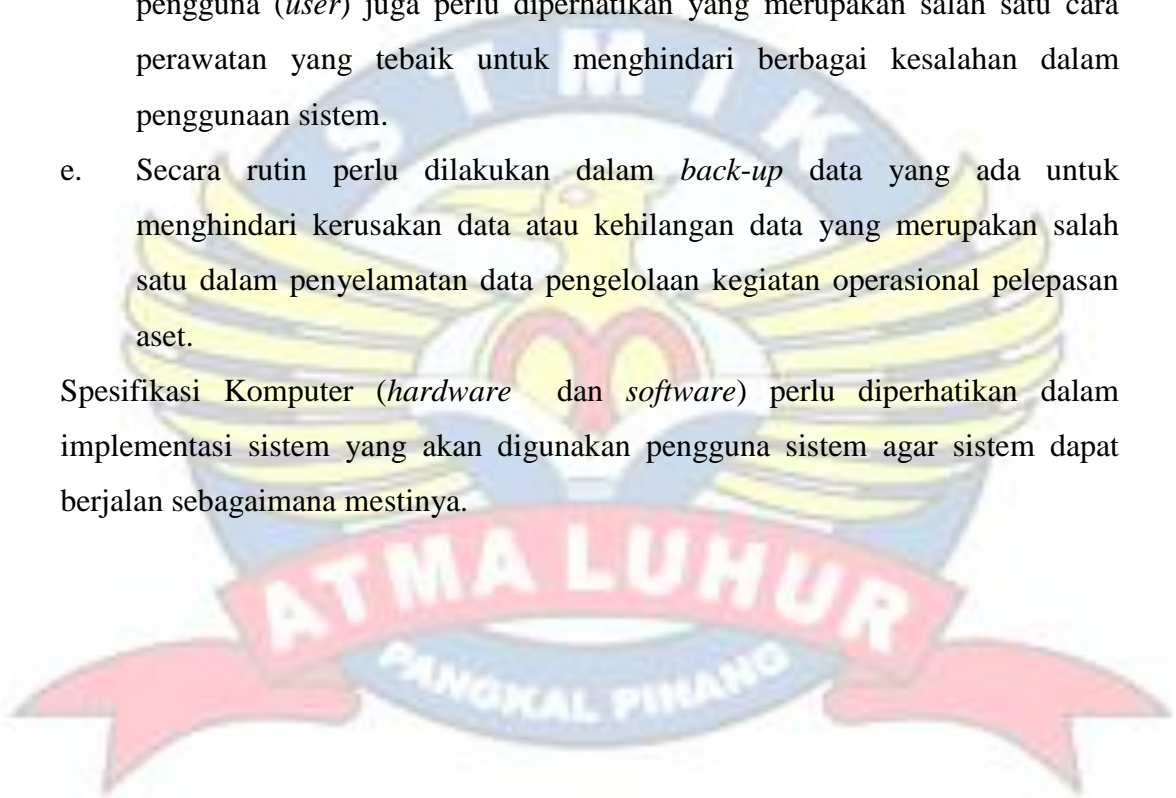 pengguna (user) juga perlu diperhatikan yang merupakan salah satu cara
perawatan yang tebaik untuk menghindari berbagai kesalahan dalam
penggunaan sistem.
e. Secara rutin perlu dilakukan dalam back-up data yang ada untuk
menghindari kerusakan data atau kehilangan data yang merupakan salah
satu dalam penyelamatan data pengelolaan kegiatan operasional pelepasan
aset.
Spesifikasi Komputer (hardware dan software) perlu diperhatikan dalam
implementasi sistem yang akan digunakan pengguna sistem agar sistem dapat
berjalan sebagaimana mestinya.
STMIK
ATMA LUHUR
PANGKAL PINANG